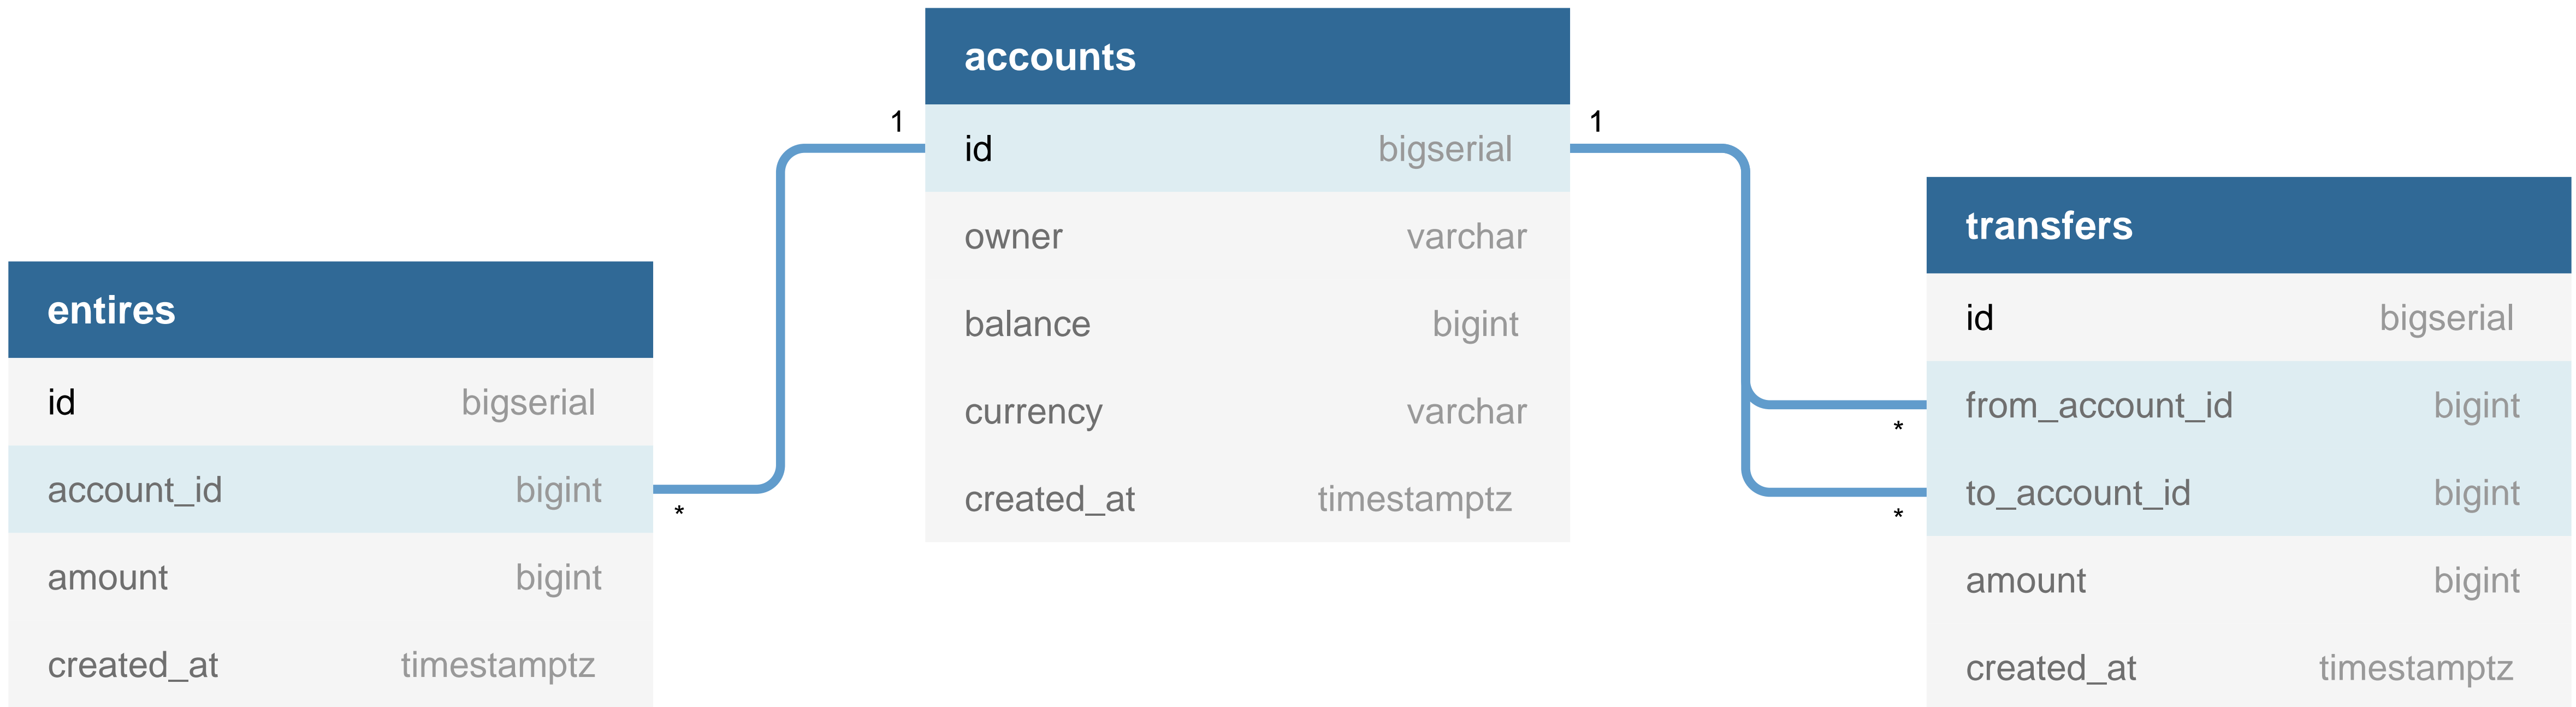 entires
id bigserial
account_id bigint
amount bigint
created_at timestamptz
1
*
accounts
id bigserial
owner varchar
balance bigint
currency varchar
created_at timestamptz
1
*
*
transfers
id bigserial
from_account_id bigint
to_account_id bigint
amount bigint
created_at timestamptz